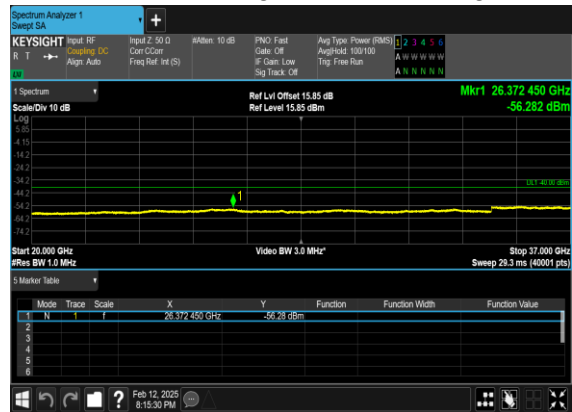 Spectrum Analyzer 1
Swept SA
KEYSIGHT Input: RF Input Z: 50 Ω #Atten: 10 dB PNO: Fast Avg Type: Power (RMS) 1 2 3 4 5 6
R T Coupling: DC Corr CCorr Gate: Off Avg|Hold: 100/100 A W W W W W
Align: Auto Freq Ref: Int (S) IF Gain: Low Trig: Free Run
LW Sig Track: Off A N N N N N
1 Spectrum Ref Lvl Offset 15.85 dB Mkr1 26.372 450 GHz
Scale/Div 10 dB Ref Level 15.85 dBm -56.282 dBm
Log
5.85
-4.15
-14.2
-24.2
-34.2
DL1 -40.00 dBm
-44.2
1
-54.2
-64.2
-74.2
Start 20.000 GHz Video BW 3.0 MHz* Stop 37.000 GHz
#Res BW 1.0 MHz Sweep 29.3 ms (40001 pts)
5 Marker Table
Mode Trace Scale X Y Function Function Width Function Value
1 N 1 f 26.372 450 GHz -56.28 dBm
2
3
4
5
6
? Feb 12, 2025
8:15:30 PM